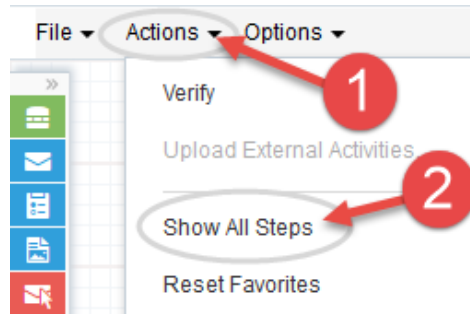 File Actions Options
1
Verify
Upload External Activities
2
Show All Steps
Reset Favorites